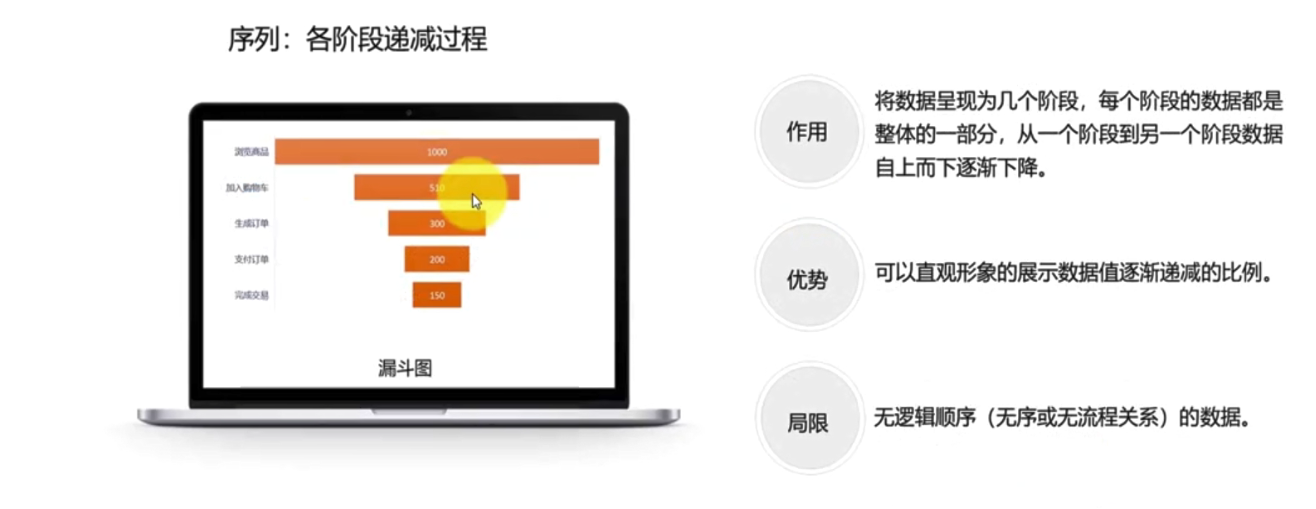 序列：各阶段递减过程
浏览商品
1000
加入购物车
510
生成订单
300
支付订单
200
完成交易
150
漏斗图
作用
将数据呈现为几个阶段，每个阶段的数据都是
整体的一部分，从一个阶段到另一个阶段数据
自上而下逐渐下降。
优势
可以直观形象的展示数据值逐渐递减的比例。
局限
无逻辑顺序（无序或无流程关系）的数据。